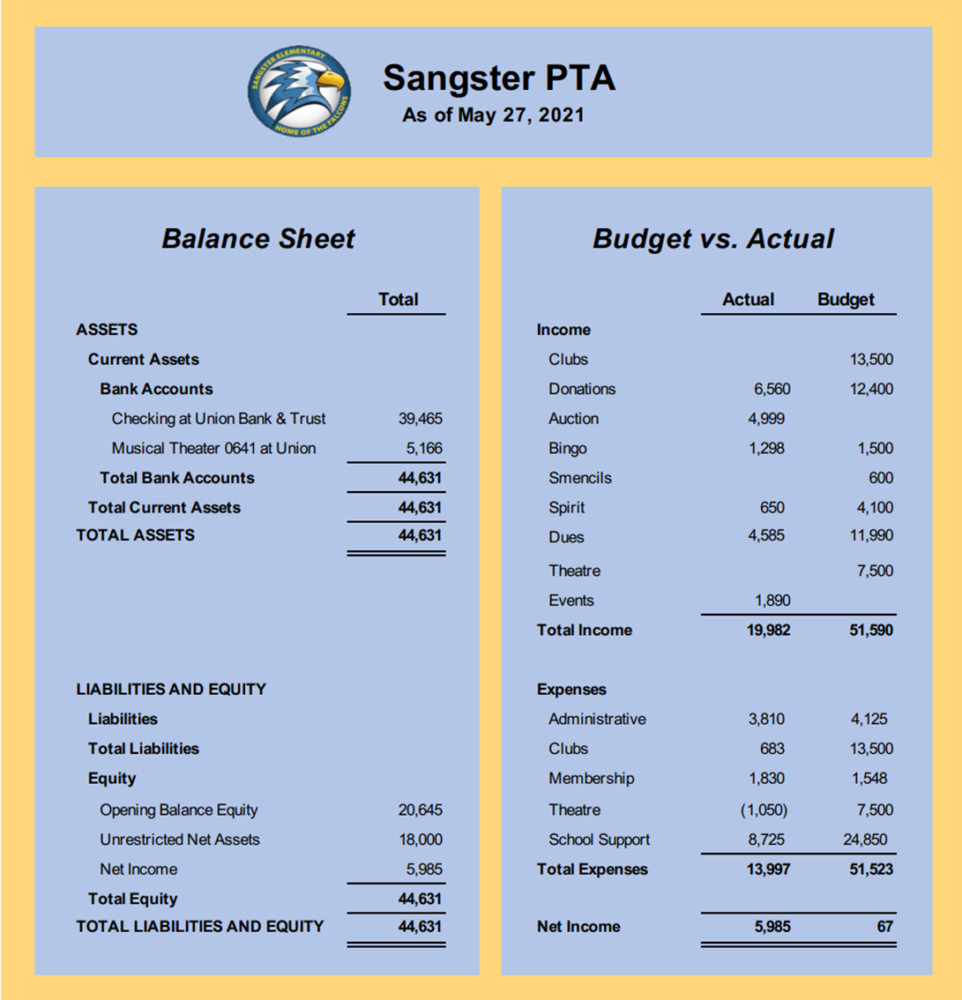 SANGSTER ELEMENTARY
HOME OF THE FALCONS
Sangster PTA
As of May 27, 2021
Balance Sheet
Total
ASSETS
Current Assets
Bank Accounts
Checking at Union Bank & Trust 39,465
Musical Theater 0641 at Union 5,166
Total Bank Accounts 44,631
Total Current Assets 44,631
TOTAL ASSETS 44,631
LIABILITIES AND EQUITY
Liabilities
Total Liabilities
Equity
Opening Balance Equity 20,645
Unrestricted Net Assets 18,000
Net Income 5,985
Total Equity 44,631
TOTAL LIABILITIES AND EQUITY 44,631
Budget vs. Actual
Actual Budget
Income
Clubs 13,500
Donations 6,560 12,400
Auction 4,999
Bingo 1,298 1,500
Smencils 600
Spirit 650 4,100
Dues 4,585 11,990
Theatre 7,500
Events 1,890
Total Income 19,982 51,590
Expenses
Administrative 3,810 4,125
Clubs 683 13,500
Membership 1,830 1,548
Theatre (1,050) 7,500
School Support 8,725 24,850
Total Expenses 13,997 51,523
Net Income 5,985 67